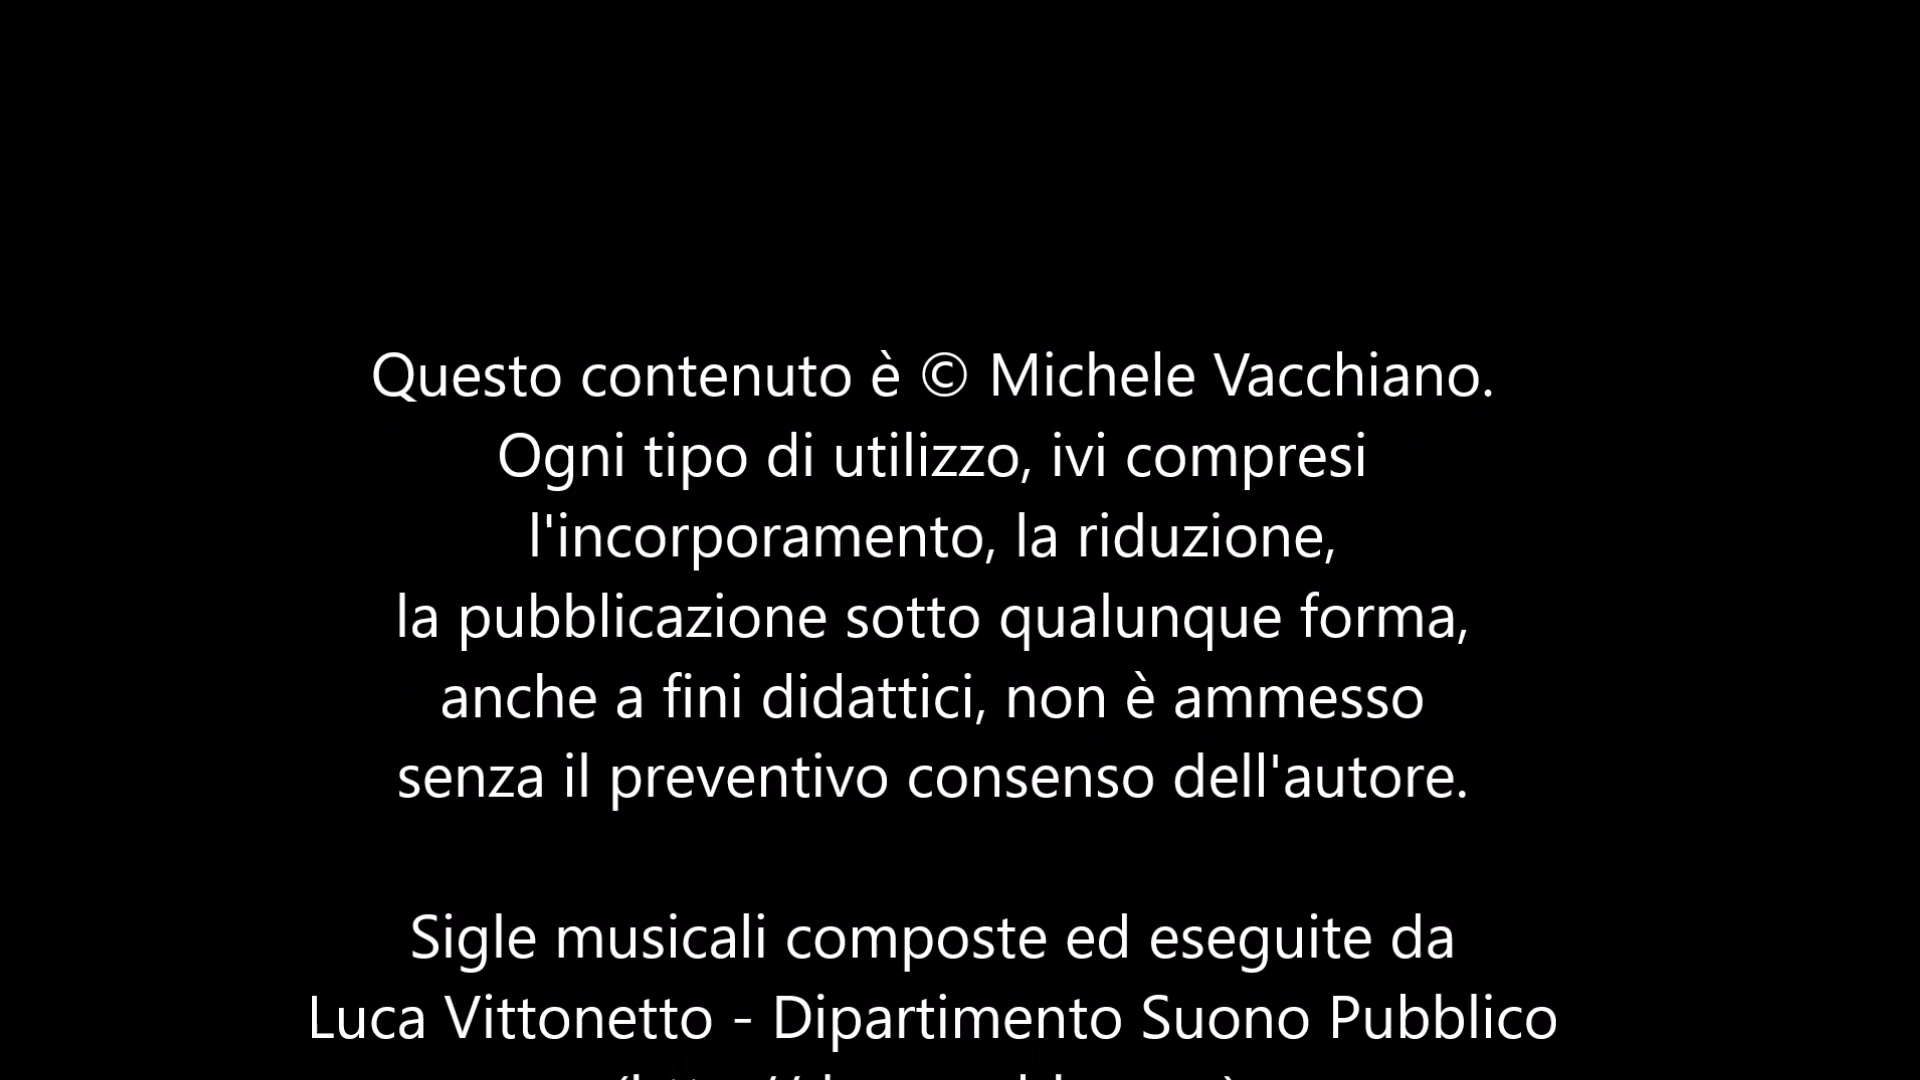 Questo contenuto è © Michele Vacchiano.
Ogni tipo di utilizzo, ivi compresi
l'incorporamento, la riduzione,
la pubblicazione sotto qualunque forma,
anche a fini didattici, non è ammesso
senza il preventivo consenso dell'autore.
Sigle musicali composte ed eseguite da
Luca Vittonetto - Dipartimento Suono Pubblico